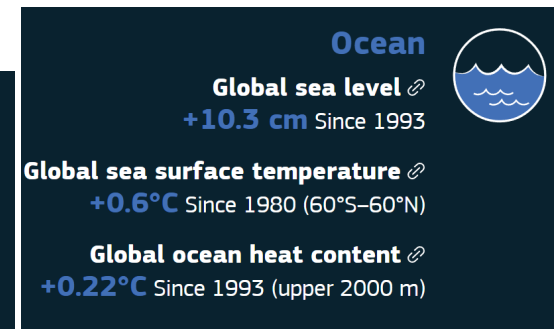 Ocean
Global sea level
+10.3 cm Since 1993
Global sea surface temperature
+0.6°C Since 1980 (60°S–60°N)
Global ocean heat content
+0.22°C Since 1993 (upper 2000 m)